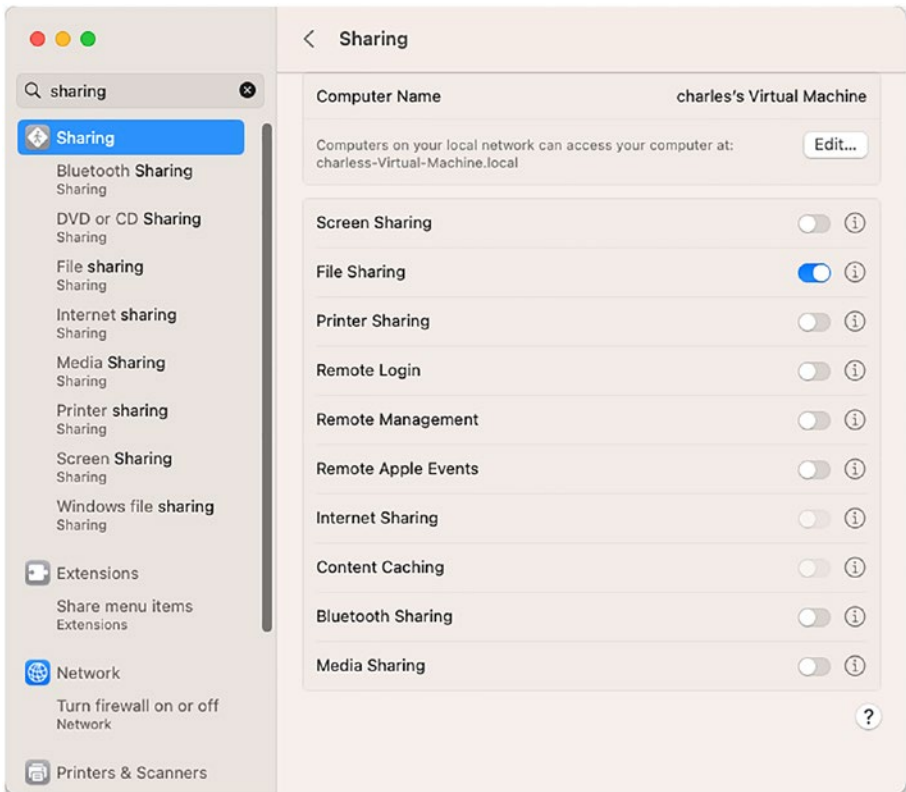 sharing
Sharing
Bluetooth Sharing
Sharing
DVD or CD Sharing
Sharing
File sharing
Sharing
Internet sharing
Sharing
Media Sharing
Sharing
Printer sharing
Sharing
Screen Sharing
Sharing
Windows file sharing
Sharing
Extensions
Share menu items
Extensions
Network
Turn firewall on or off
Network
Printers & Scanners
Sharing
Computer Name charles's Virtual Machine
Computers on your local network can access your computer at:
charless-Virtual-Machine.local
Edit...
Screen Sharing
File Sharing
Printer Sharing
Remote Login
Remote Management
Remote Apple Events
Internet Sharing
Content Caching
Bluetooth Sharing
Media Sharing
?